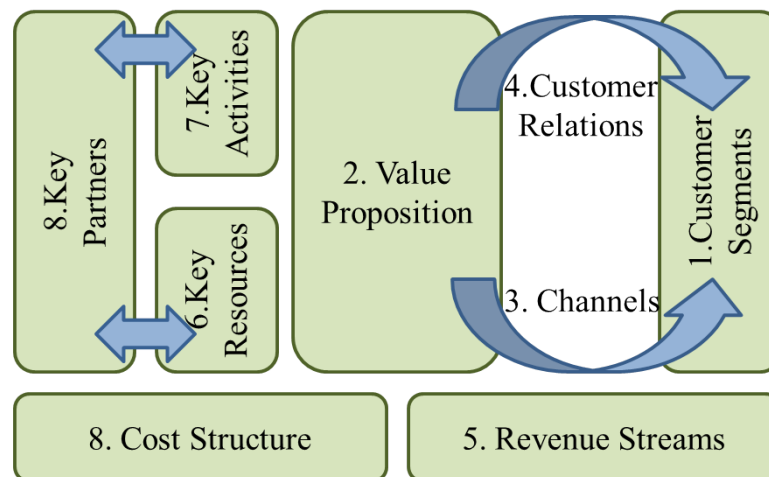 8.Key
Partners
7.Key
Activities
6.Key
Resources
2. Value
Proposition
4.Customer
Relations
3. Channels
1.Customer
Segments
8. Cost Structure
5. Revenue Streams